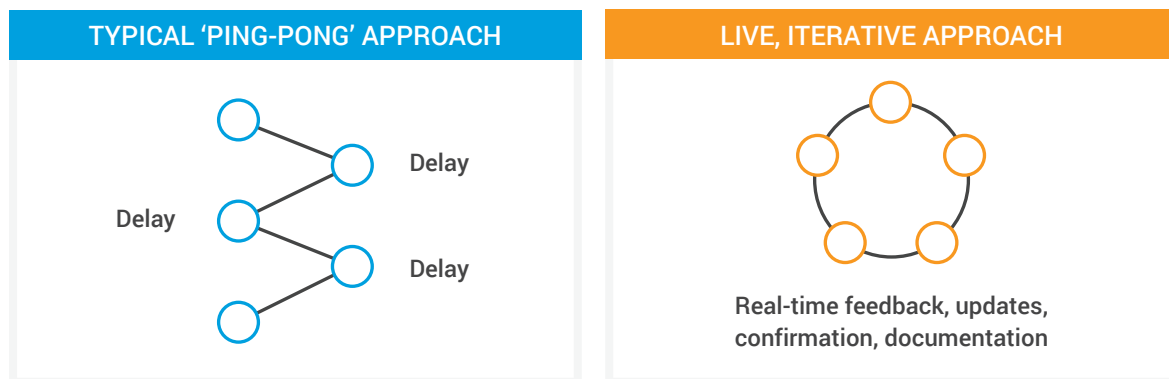 TYPICAL ‘PING-PONG’ APPROACH
Delay
Delay
Delay
LIVE, ITERATIVE APPROACH
Real-time feedback, updates,
confirmation, documentation